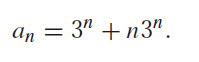 aₙ = 3ⁿ + n3ⁿ.